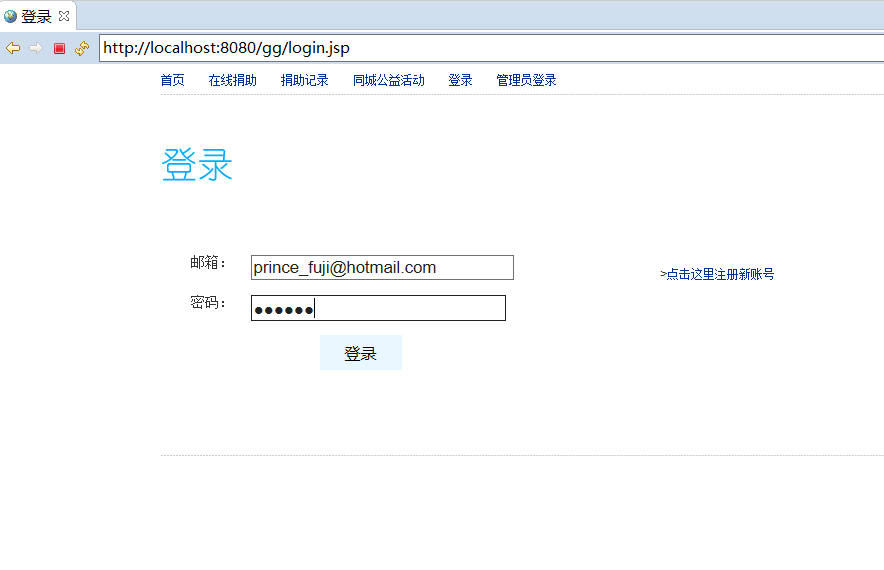 登录
http://localhost:8080/gg/login.jsp
首页 在线捐助 捐助记录 同城公益活动 登录 管理员登录
登录
邮箱： prince_fuji@hotmail.com
>点击这里注册新账号
密码： ●●●●●●
登录